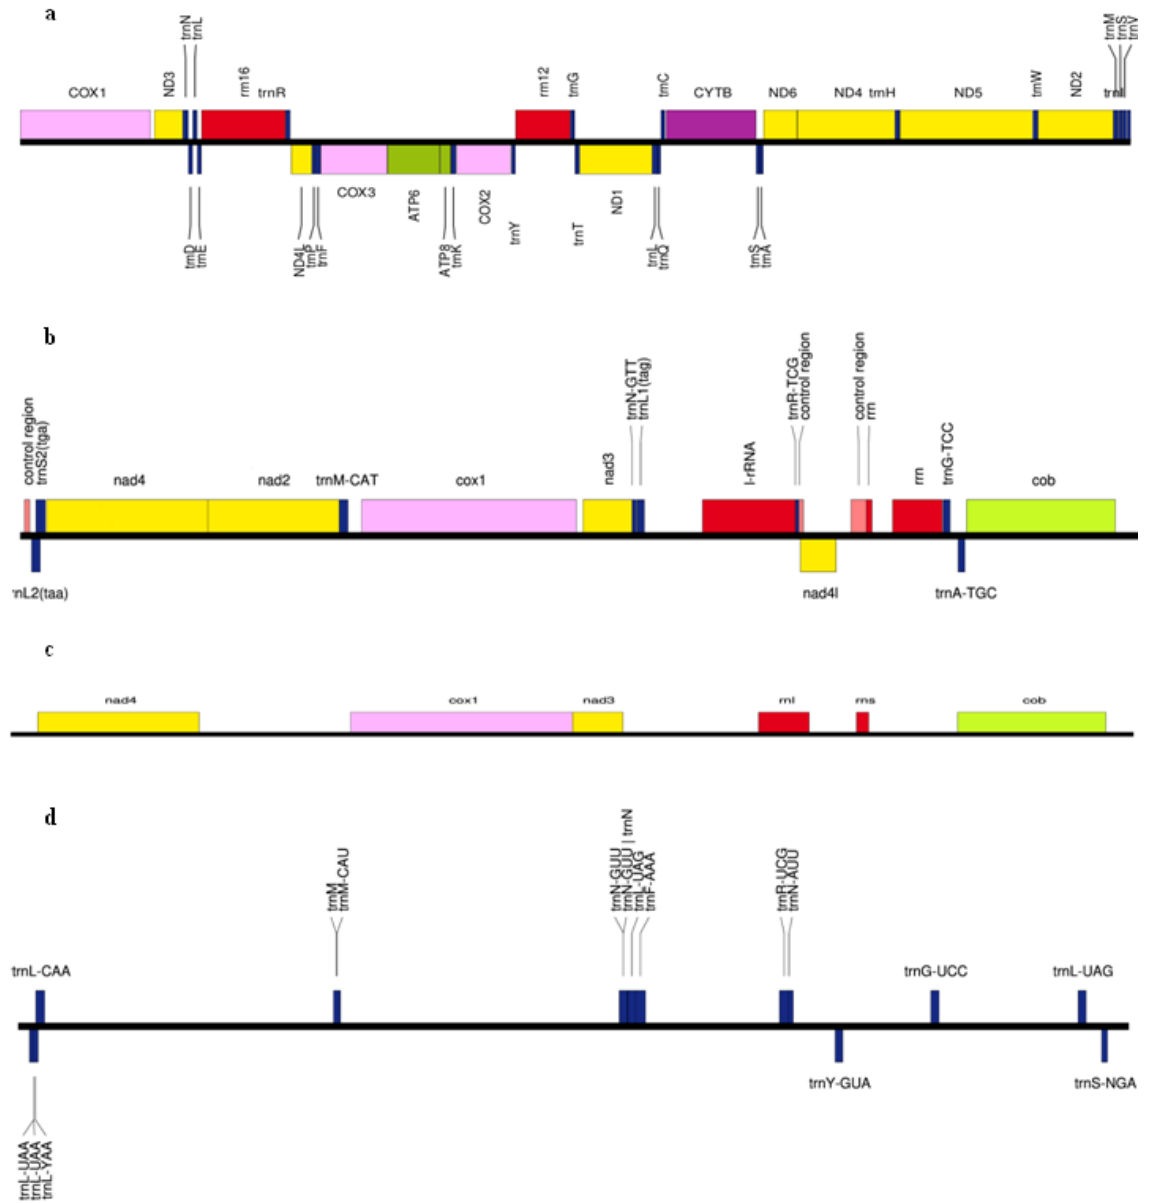 a
trnN
trnL
trnM
trnS
trnV
COX1
ND3
rrn16
trnR
rrn12
trnG
trnC
CYTB
ND6
ND4
trnH
ND5
trnW
ND2
trnI
COX3
ATP6
COX2
ND1
trnY
trnT
trnD
trnE
ND4L
trnP
trnF
ATP8
trnK
trnL
trnQ
trnS
trnA
b
control region
trnS2(tga)
nad4
nad2
trnM-CAT
cox1
nad3
trnN-GTT
trnL1(tag)
l-rRNA
trnR-TCG
control region
control region
rrn
rrn
trnG-TCC
cob
rnL2(taa)
nad4l
trnA-TGC
c
nad4
cox1
nad3
rnl
rns
cob
d
trnM
trnM-CAU
trnN-GUU
trnN-GUU | trnN
trnL-UAG
trnF-AAA
trnR-UCG
trnN-AUU
trnL-CAA
trnG-UCC
trnL-UAG
trnY-GUA
trnS-NGA
trnL-UAA
trnL-UAA
trnL-YAA